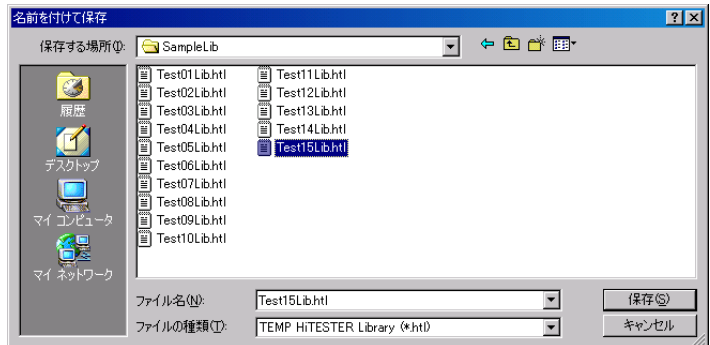 名前を付けて保存
保存する場所(I):
SampleLib
履歴
デスクトップ
マイ コンピュータ
マイ ネットワーク
Test01Lib.htl
Test02Lib.htl
Test03Lib.htl
Test04Lib.htl
Test05Lib.htl
Test06Lib.htl
Test07Lib.htl
Test08Lib.htl
Test09Lib.htl
Test10Lib.htl
Test11Lib.htl
Test12Lib.htl
Test13Lib.htl
Test14Lib.htl
Test15Lib.htl
ファイル名(N):
Test15Lib.htl
保存(S)
ファイルの種類(T):
TEMP HiTESTER Library (*.htl)
キャンセル